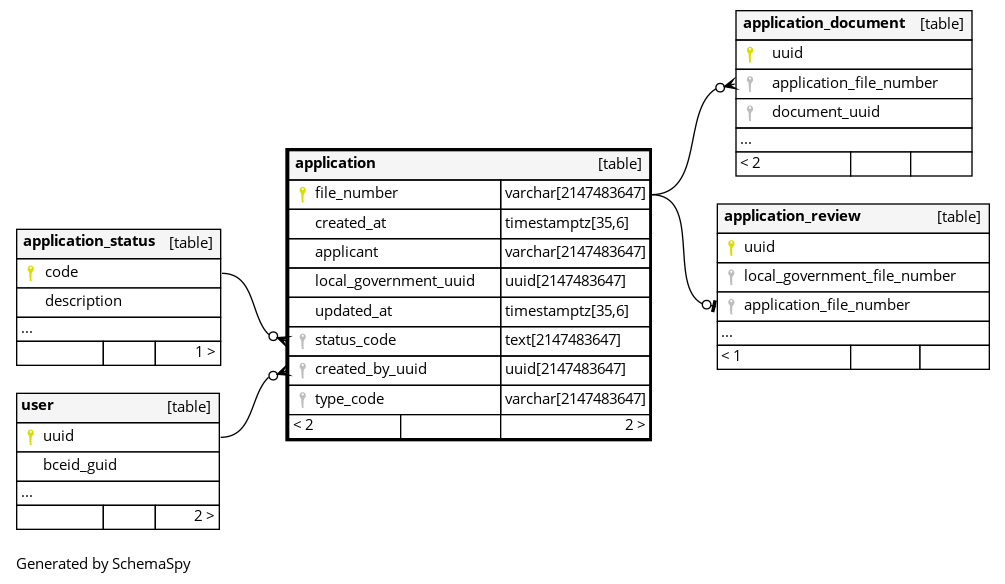 application_document [table]
uuid
application_file_number
document_uuid
...
< 2
application [table]
file_number varchar[2147483647]
created_at timestamptz[35,6]
applicant varchar[2147483647]
local_government_uuid uuid[2147483647]
updated_at timestamptz[35,6]
status_code text[2147483647]
created_by_uuid uuid[2147483647]
type_code varchar[2147483647]
< 2 2 >
application_review [table]
uuid
local_government_file_number
application_file_number
...
< 1
application_status [table]
code
description
...
1 >
user [table]
uuid
bceid_guid
...
2 >
Generated by SchemaSpy